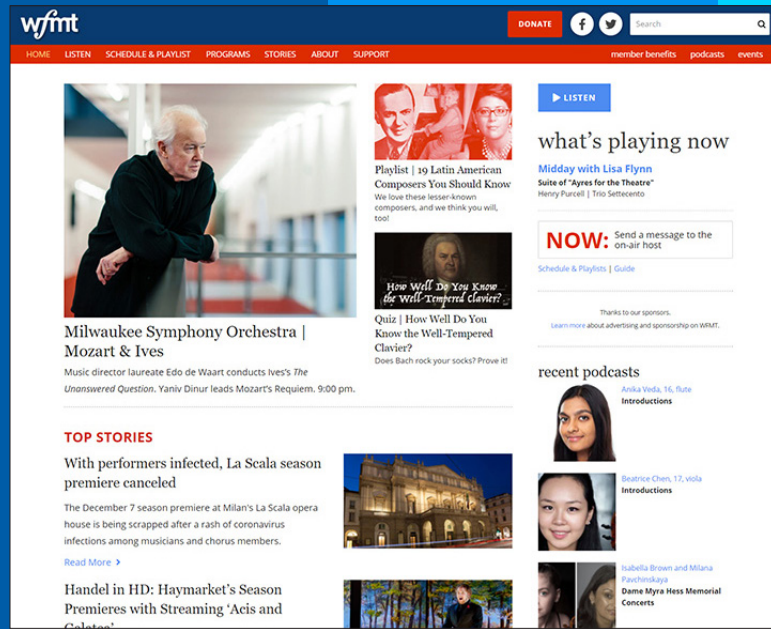 wfmt
DONATE
Search
HOME LISTEN SCHEDULE & PLAYLIST PROGRAMS STORIES ABOUT SUPPORT
member benefits podcasts events
Milwaukee Symphony Orchestra |
Mozart & Ives
Music director laureate Edo de Waart conducts Ives's The
Unanswered Question. Yaniv Dinur leads Mozart's Requiem. 9:00 pm.
Playlist | 19 Latin American
Composers You Should Know
We love these lesser-known
composers, and we think you will,
too!
How Well Do You Know
the Well-Tempered Clavier?
Quiz | How Well Do You
Know the Well-Tempered
Clavier?
Does Bach rock your socks? Prove it!
TOP STORIES
With performers infected, La Scala season
premiere canceled
The December 7 season premiere at Milan's La Scala opera
house is being scrapped after a rash of coronavirus
infections among musicians and chorus members.
Read More
Handel in HD: Haymarket's Season
Premieres with Streaming 'Acis and
Galatea'
LISTEN
what's playing now
Midday with Lisa Flynn
Suite of "Ayres for the Theatre"
Henry Purcell | Trio Settecento
NOW: Send a message to the
on-air host
Schedule & Playlists | Guide
Thanks to our sponsors.
Learn more about advertising and sponsorship on WFMT.
recent podcasts
Anika Veda, 16, flute
Introductions
Beatrice Chen, 17, viola
Introductions
Isabella Brown and Milana
Pavchinskaya
Dame Myra Hess Memorial
Concerts